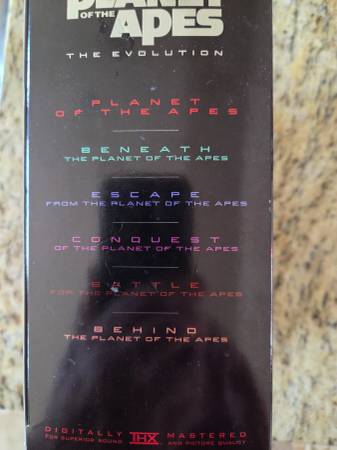 PLANET
OF THE
APES
THE EVOLUTION
PLANET
OF THE APES
BENEATH
THE PLANET OF THE APES
ESCAPE
FROM THE PLANET OF THE APES
CONQUEST
OF THE PLANET OF THE APES
BATTLE
FOR THE PLANET OF THE APES
BEHIND
THE PLANET OF THE APES
DIGITALLY THX MASTERED
FOR SUPERIOR SOUND AND PICTURE QUALITY